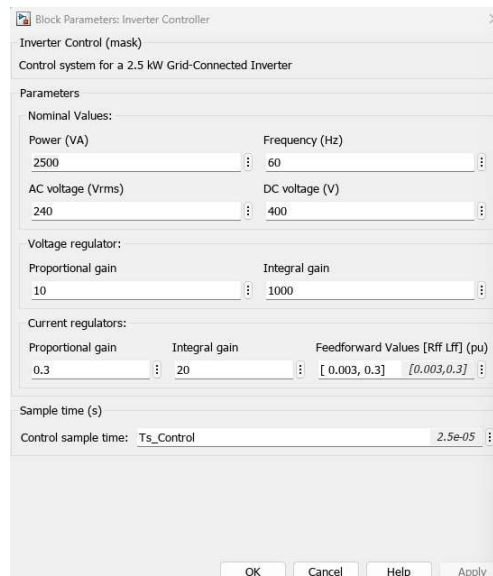 Block Parameters: Inverter Controller
Inverter Control (mask)
Control system for a 2.5 kW Grid-Connected Inverter
Parameters
Nominal Values:
Power (VA) Frequency (Hz)
2500 60
AC voltage (Vrms) DC voltage (V)
240 400
Voltage regulator:
Proportional gain Integral gain
10 1000
Current regulators:
Proportional gain Integral gain Feedforward Values [Rff Lff] (pu)
0.3 20 [ 0.003, 0.3] [0.003,0.3]
Sample time (s)
Control sample time: Ts_Control 2.5e-05
OK Cancel Help Apply